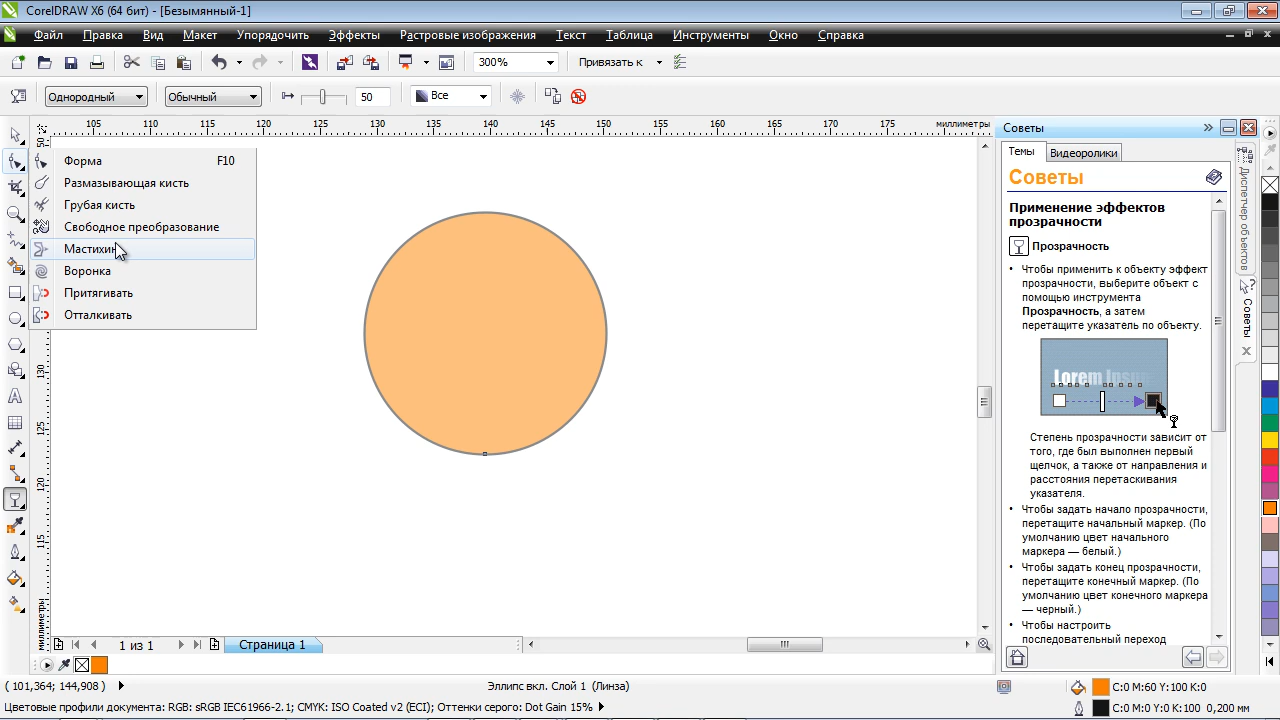 CorelDRAW X6 (64 бит) - [Безымянный-1]
Файл Правка Вид Макет Упорядочить Эффекты Растровые изображения Текст Таблица Инструменты Окно Справка
300% Привязать к
Однородный Обычный 50 Все
105 110 115 120 125 130 135 140 145 150 155 160 165 170 175 миллиметры
Форма F10
Размазывающая кисть
Грубая кисть
Свободное преобразование
Мастихин
Воронка
Притягивать
Отталкивать
130
125
120
115
миллиметры
Советы
Темы Видеоролики
Советы
Применение эффектов
прозрачности
Прозрачность
• Чтобы применить к объекту эффект
прозрачности, выберите объект с
помощью инструмента
Прозрачность, а затем
перетащите указатель по объекту.
Lorem Ipsum
Степень прозрачности зависит от
того, где был выполнен первый
щелчок, а также от направления и
расстояния перетаскивания
указателя.
• Чтобы задать начало прозрачности,
перетащите начальный маркер. (По
умолчанию цвет начального
маркера — белый.)
• Чтобы задать конец прозрачности,
перетащите конечный маркер. (По
умолчанию цвет конечного маркера
— черный.)
• Чтобы настроить
последовательный переход
Диспетчер объектов
Советы
1 из 1 Страница 1
( 101,364; 144,908 ) Эллипс вкл. Слой 1 (Линза) C:0 M:60 Y:100 K:0
Цветовые профили документа: RGB: sRGB IEC61966-2.1; CMYK: ISO Coated v2 (ECI); Оттенки серого: Dot Gain 15% C:0 M:0 Y:0 K:100 0,200 мм